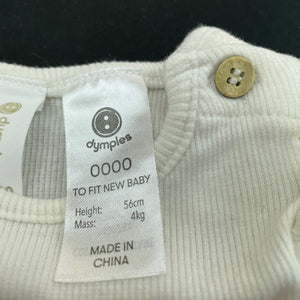 dymples
0000
TO FIT NEW BABY
Height: 56cm
Mass: 4kg
MADE IN
CHINA